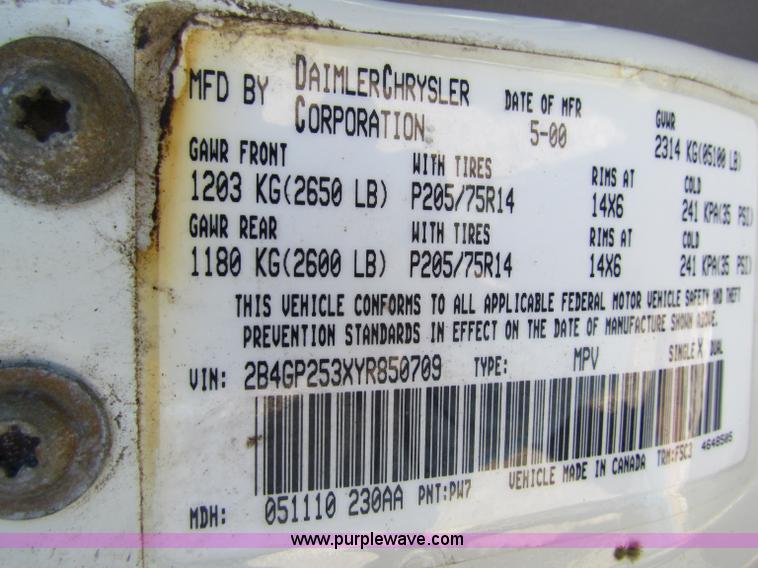 MFD BY DAIMLERCHRYSLER CORPORATION DATE OF MFR 5-00 GVWR 2314 KG(05100 LB)
GAWR FRONT WITH TIRES RIMS AT COLD
1203 KG(2650 LB) P205/75R14 14X6 241 KPA(35 PSI)
GAWR REAR WITH TIRES RIMS AT COLD
1180 KG(2600 LB) P205/75R14 14X6 241 KPA(35 PSI)
THIS VEHICLE CONFORMS TO ALL APPLICABLE FEDERAL MOTOR VEHICLE SAFETY AND THEFT
PREVENTION STANDARDS IN EFFECT ON THE DATE OF MANUFACTURE SHOWN ABOVE.
VIN: 2B4GP253XYR850709 TYPE: MPV SINGLE X DUAL
MDH: 051110 230AA PNT:PW7 VEHICLE MADE IN CANADA TRM:FSC3 4648505
www.purplewave.com